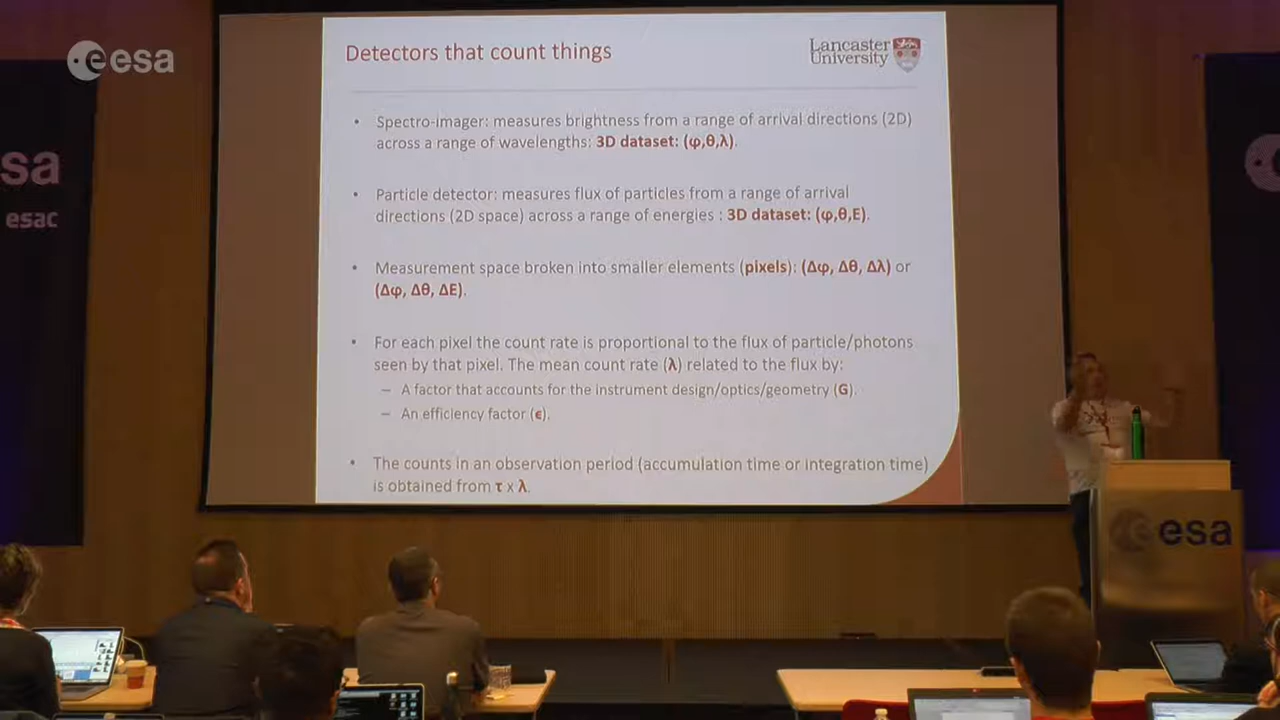 esa
Detectors that count things
Lancaster
University
• Spectro-imager: measures brightness from a range of arrival directions (2D)
across a range of wavelengths: 3D dataset: (φ,θ,λ).
• Particle detector: measures flux of particles from a range of arrival
directions (2D space) across a range of energies : 3D dataset: (φ,θ,E).
• Measurement space broken into smaller elements (pixels): (Δφ, Δθ, Δλ) or
(Δφ, Δθ, ΔE).
• For each pixel the count rate is proportional to the flux of particle/photons
seen by that pixel. The mean count rate (λ) related to the flux by:
– A factor that accounts for the instrument design/optics/geometry (G).
– An efficiency factor (ϵ).
• The counts in an observation period (accumulation time or integration time)
is obtained from τ x λ.
sa
esac
esa